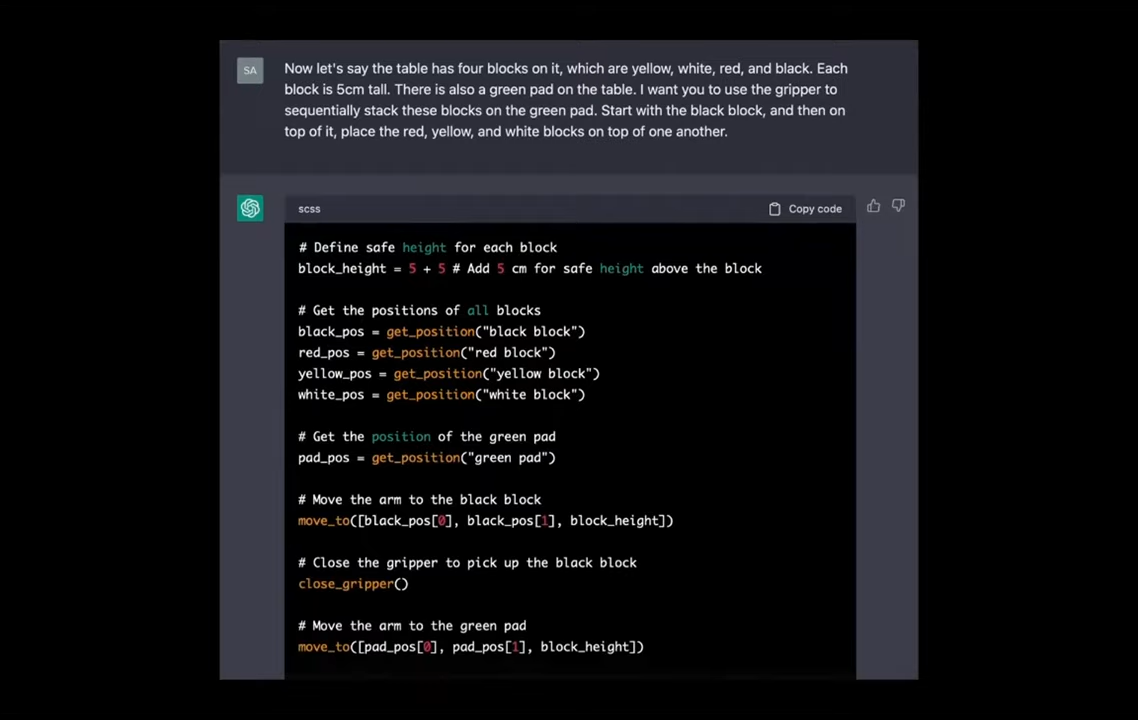 SA
Now let's say the table has four blocks on it, which are yellow, white, red, and black. Each
block is 5cm tall. There is also a green pad on the table. I want you to use the gripper to
sequentially stack these blocks on the green pad. Start with the black block, and then on
top of it, place the red, yellow, and white blocks on top of one another.
scss
Copy code
# Define safe height for each block
block_height = 5 + 5 # Add 5 cm for safe height above the block
# Get the positions of all blocks
black_pos = get_position("black block")
red_pos = get_position("red block")
yellow_pos = get_position("yellow block")
white_pos = get_position("white block")
# Get the position of the green pad
pad_pos = get_position("green pad")
# Move the arm to the black block
move_to([black_pos[0], black_pos[1], block_height])
# Close the gripper to pick up the black block
close_gripper()
# Move the arm to the green pad
move_to([pad_pos[0], pad_pos[1], block_height])